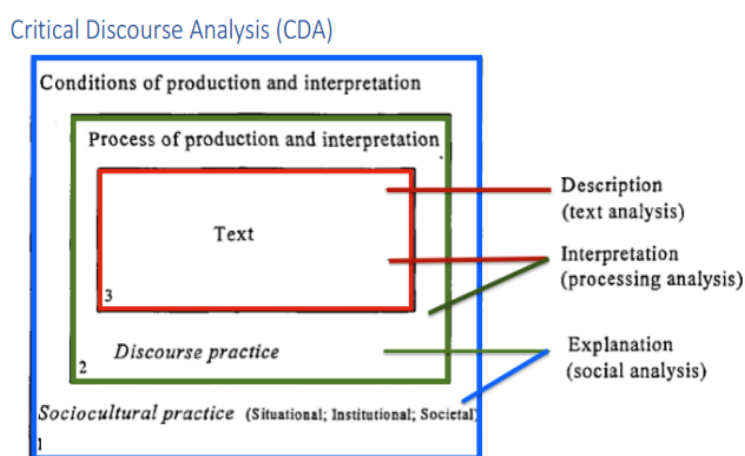 Critical Discourse Analysis (CDA)
Conditions of production and interpretation
Process of production and interpretation
Text
3
Discourse practice
2
Sociocultural practice (Situational; Institutional; Societal)
1
Description
(text analysis)
Interpretation
(processing analysis)
Explanation
(social analysis)